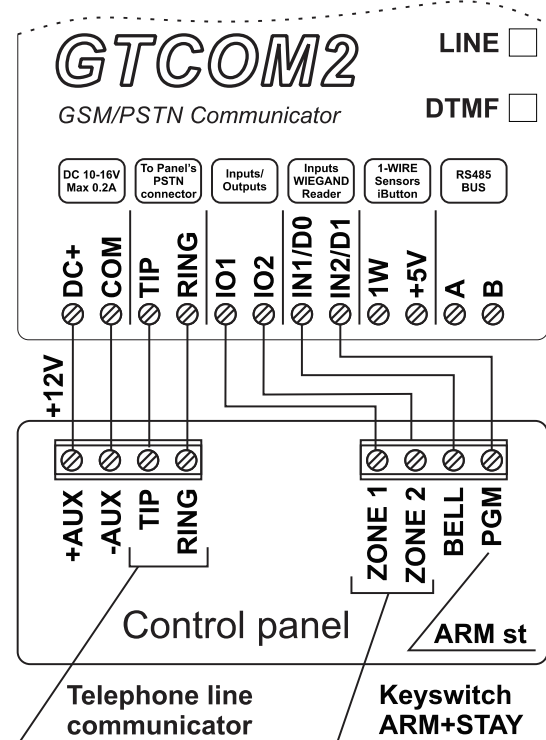 GTCOM2
GSM/PSTN Communicator
LINE
DTMF
DC 10-16V
Max 0.2A
To Panel's
PSTN
connector
Inputs/
Outputs
Inputs
WIEGAND
Reader
1-WIRE
Sensors
iButton
RS485
BUS
DC+
COM
TIP
RING
IO1
IO2
IN1/D0
IN2/D1
1W
+5V
A
B
+12V
+AUX
-AUX
TIP
RING
ZONE 1
ZONE 2
BELL
PGM
Control panel
ARM st
Telephone line
communicator
Keyswitch
ARM+STAY